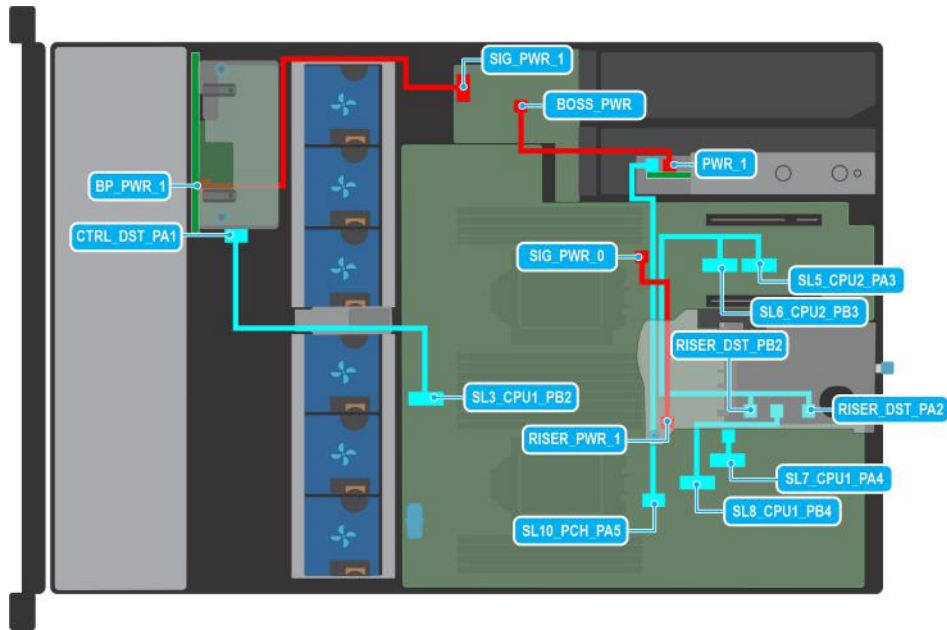 SIG_PWR_1
BOSS_PWR
PWR_1
BP_PWR_1
CTRL_DST_PA1
SIG_PWR_0
SL5_CPU2_PA3
SL6_CPU2_PB3
RISER_DST_PB2
SL3_CPU1_PB2
RISER_DST_PA2
RISER_PWR_1
SL7_CPU1_PA4
SL8_CPU1_PB4
SL10_PCH_PA5